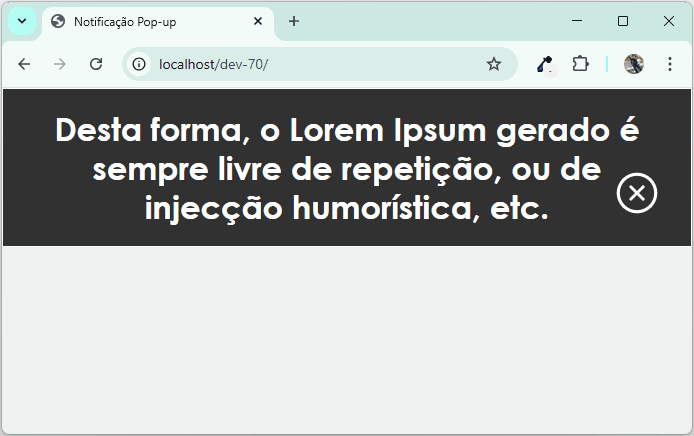 Notificação Pop-up
localhost/dev-70/
Desta forma, o Lorem Ipsum gerado é
sempre livre de repetição, ou de
injecção humorística, etc.